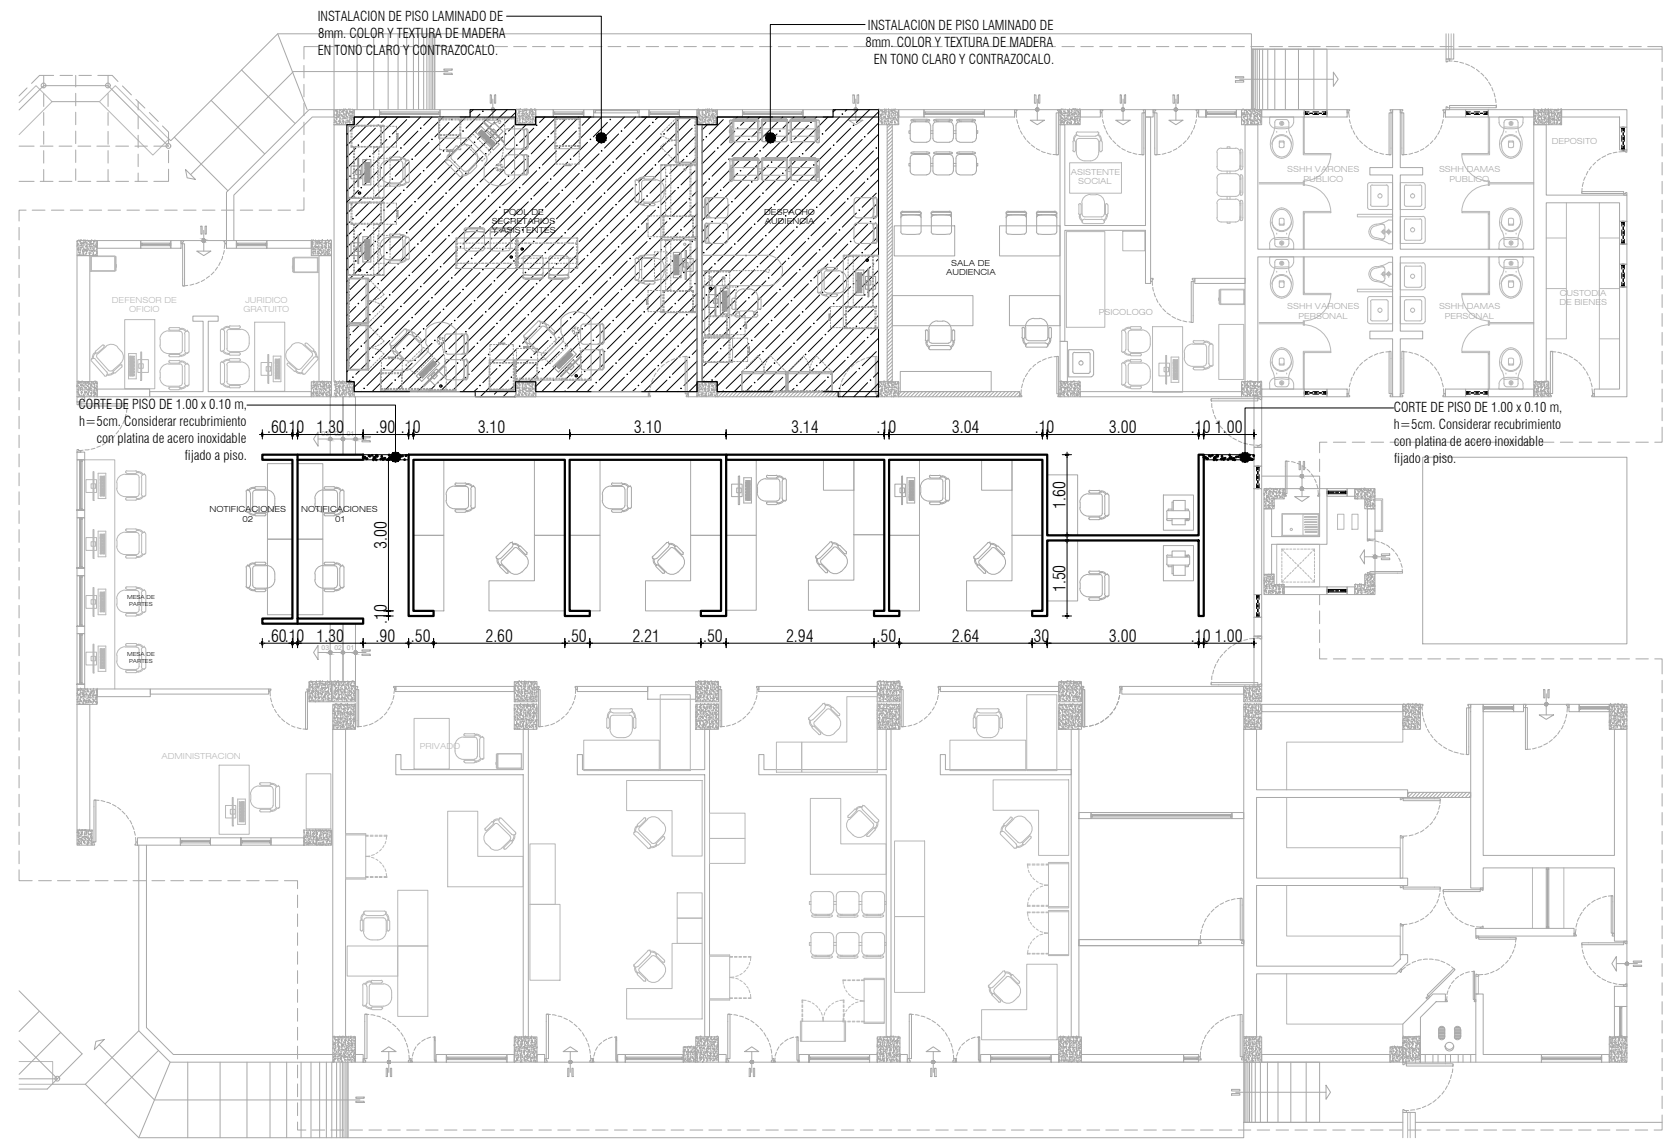 INSTALACION DE PISO LAMINADO DE
8mm. COLOR Y TEXTURA DE MADERA
EN TONO CLARO Y CONTRAZOCALO.
INSTALACION DE PISO LAMINADO DE
8mm. COLOR Y TEXTURA DE MADERA
EN TONO CLARO Y CONTRAZOCALO.
DEPOSITO
SSHH VARONES
PUBLICO
SSHH DAMAS
PUBLICO
ASISTENTE
SOCIAL
POOL DE
SECRETARIOS
Y ASISTENTES
DESPACHO
AUDIENCIA
SALA DE
AUDIENCIA
DEFENSOR DE
OFICIO
JURIDICO
GRATUITO
PSICOLOGO
SSHH VARONES
PERSONAL
SSHH DAMAS
PERSONAL
CUSTODIA
DE BIENES
CORTE DE PISO DE 1.00 x 0.10 m,
h=5cm. Considerar recubrimiento
con platina de acero inoxidable
fijado a piso.
CORTE DE PISO DE 1.00 x 0.10 m,
h=5cm. Considerar recubrimiento
con platina de acero inoxidable
fijado a piso.
.60 .10 1.30 .90 .10 3.10 3.10 3.14 .10 3.04 .10 3.00 .10 1.00
NOTIFICACIONES
02
NOTIFICACIONES
01
3.00
.10
1.60
1.50
MESA DE
PARTES
MESA DE
PARTES
.60 .10 1.30 .90 .50 2.60 .50 2.21 .50 2.94 .50 2.64 .30 3.00 .10 1.00
03 02 01
ADMINISTRACION
PRIVADO